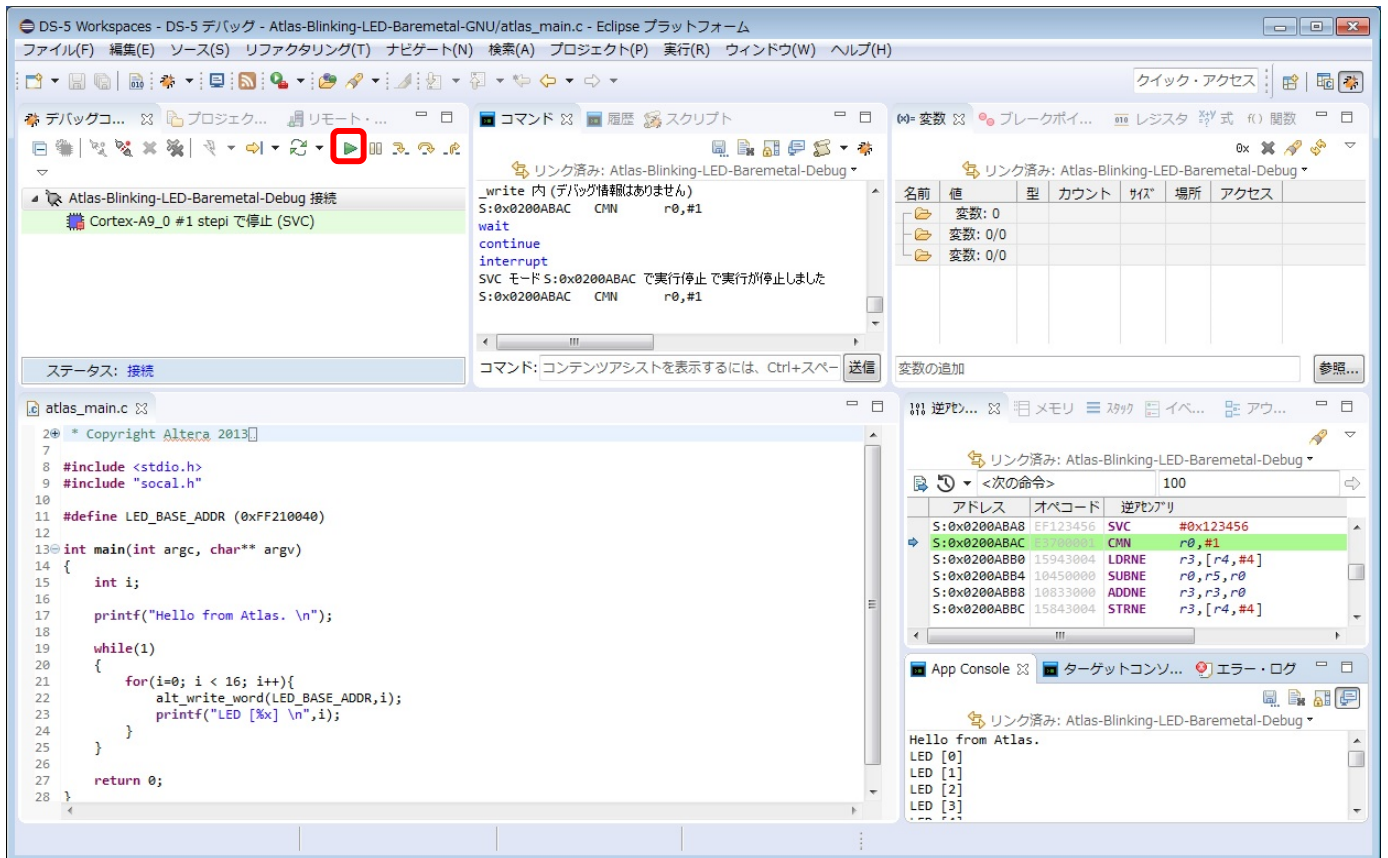 DS-5 Workspaces - DS-5 デバッグ - Atlas-Blinking-LED-Baremetal-GNU/atlas_main.c - Eclipse プラットフォーム
ファイル(F) 編集(E) ソース(S) リファクタリング(T) ナビゲート(N) 検索(A) プロジェクト(P) 実行(R) ウィンドウ(W) ヘルプ(H)
クイック・アクセス
デバッグコ... プロジェク... リモート・...
Atlas-Blinking-LED-Baremetal-Debug 接続
Cortex-A9_0 #1 stepi で停止 (SVC)
ステータス: 接続
コマンド 履歴 スクリプト
リンク済み: Atlas-Blinking-LED-Baremetal-Debug
_write 内 (デバッグ情報はありません)
S:0x0200ABAC CMN r0,#1
wait
continue
interrupt
SVC モード S:0x0200ABAC で実行停止 で実行が停止しました
S:0x0200ABAC CMN r0,#1
コマンド: コンテンツアシストを表示するには、Ctrl+スペー 送信
(x)= 変数 ブレークポイ... レジスタ 式 f() 関数
0x
リンク済み: Atlas-Blinking-LED-Baremetal-Debug
名前 値 型 カウント サイズ 場所 アクセス
変数: 0
変数: 0/0
変数: 0/0
変数の追加 参照...
atlas_main.c
2 * Copyright Altera 2013
7
8 #include <stdio.h>
9 #include "socal.h"
10
11 #define LED_BASE_ADDR (0xFF210040)
12
13 int main(int argc, char** argv)
14 {
15 int i;
16
17 printf("Hello from Atlas. \n");
18
19 while(1)
20 {
21 for(i=0; i < 16; i++){
22 alt_write_word(LED_BASE_ADDR,i);
23 printf("LED [%x] \n",i);
24 }
25 }
26
27 return 0;
28 }
逆アセン... メモリ スタック イベ... アウ...
リンク済み: Atlas-Blinking-LED-Baremetal-Debug
<次の命令> 100
アドレス オペコード 逆アセンブリ
S:0x0200ABA8 EF123456 SVC #0x123456
S:0x0200ABAC E3700001 CMN r0,#1
S:0x0200ABB0 15943004 LDRNE r3,[r4,#4]
S:0x0200ABB4 10450000 SUBNE r0,r5,r0
S:0x0200ABB8 10833000 ADDNE r3,r3,r0
S:0x0200ABBC 15843004 STRNE r3,[r4,#4]
App Console ターゲットコンソ... エラー・ログ
リンク済み: Atlas-Blinking-LED-Baremetal-Debug
Hello from Atlas.
LED [0]
LED [1]
LED [2]
LED [3]